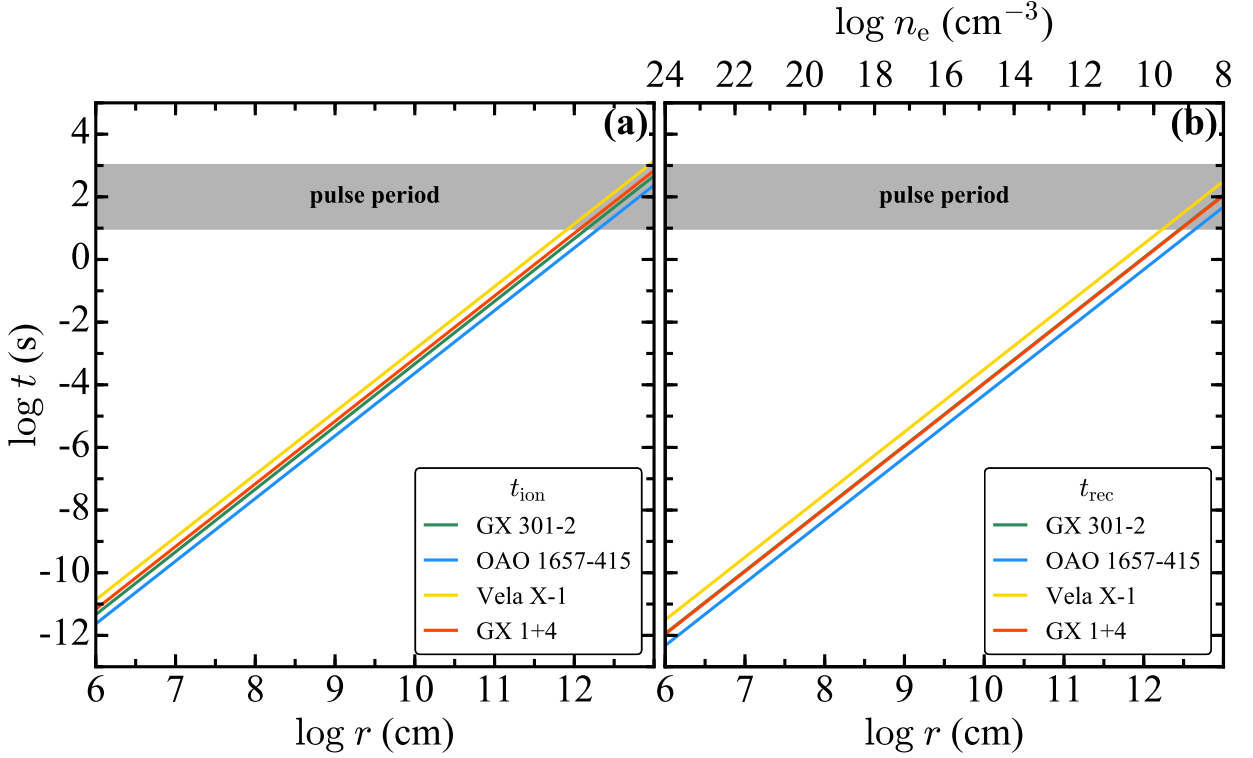 log nₑ (cm⁻³)
24 22 20 18 16 14 12 10 8
(a)
(b)
4
2
0
-2
-4
-6
-8
-10
-12
log t (s)
pulse period
pulse period
t_ion
GX 301-2
OAO 1657-415
Vela X-1
GX 1+4
t_rec
GX 301-2
OAO 1657-415
Vela X-1
GX 1+4
6 7 8 9 10 11 12
6 7 8 9 10 11 12
log r (cm)
log r (cm)